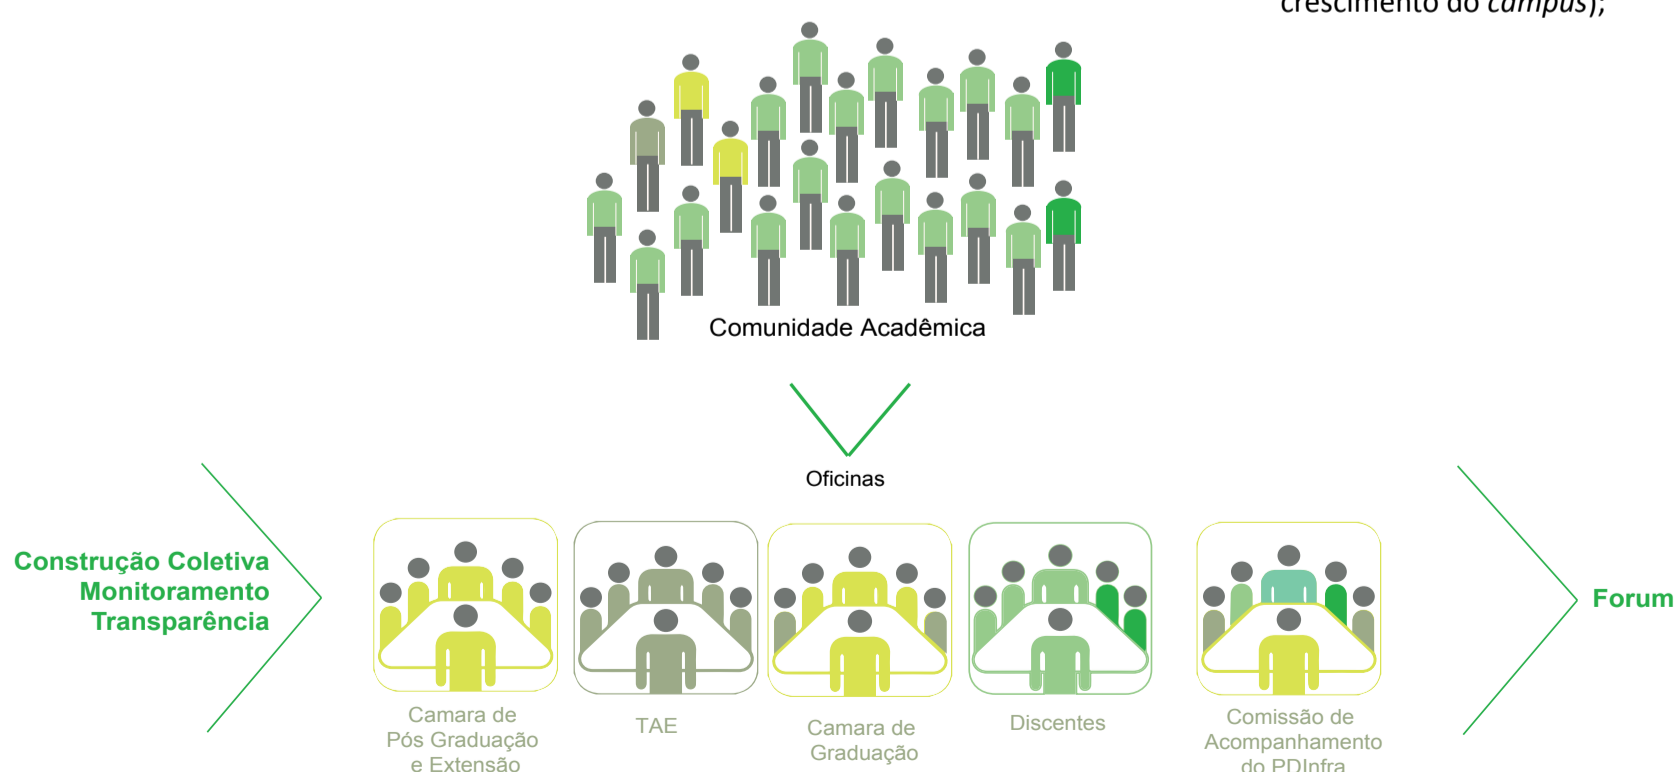 crescimento do campus);
Comunidade Acadêmica
Oficinas
Construção Coletiva
Monitoramento
Transparência
Forum
Camara de
Pós Graduação
e Extensão
TAE
Camara de
Graduação
Discentes
Comissão de
Acompanhamento
do PDInfra